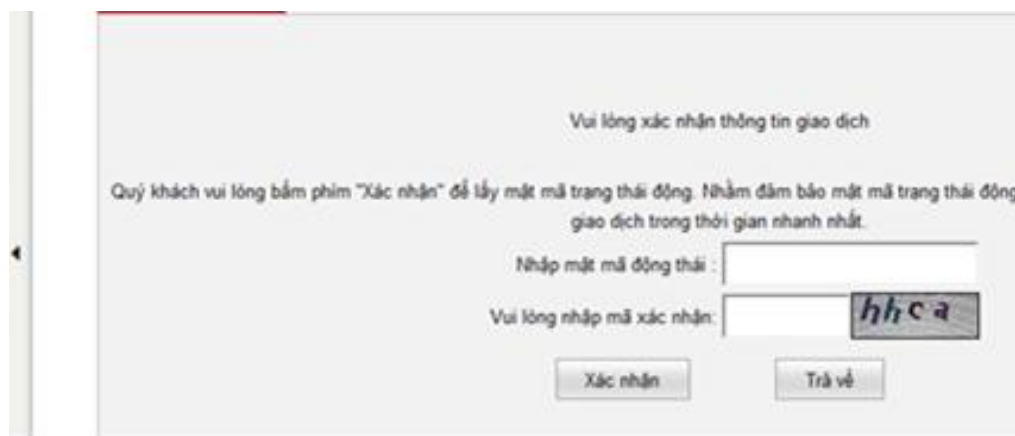 Vui lòng xác nhận thông tin giao dịch
Quý khách vui lòng bấm phím "Xác nhận" để lấy mật mã trạng thái động. Nhằm đảm bảo mật mã trạng thái động
giao dịch trong thời gian nhanh nhất.
Nhập mật mã động thái :
Vui lòng nhập mã xác nhận: hhca
Xác nhận Trả về